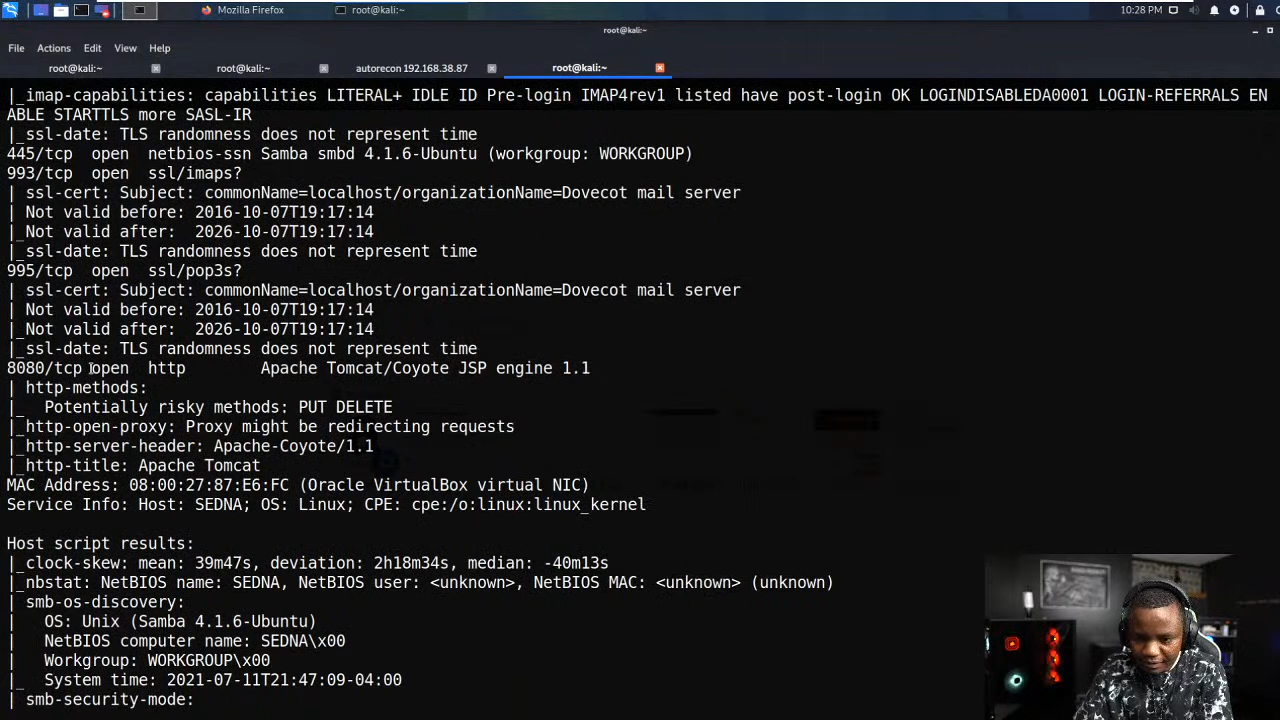 Mozilla Firefox
root@kali:~
10:28 PM
root@kali:~
File Actions Edit View Help
root@kali:~
root@kali:~
autorecon 192.168.38.87
root@kali:~
|_imap-capabilities: capabilities LITERAL+ IDLE ID Pre-login IMAP4rev1 listed have post-login OK LOGINDISABLEDA0001 LOGIN-REFERRALS EN
ABLE STARTTLS more SASL-IR
|_ssl-date: TLS randomness does not represent time
445/tcp  open  netbios-ssn Samba smbd 4.1.6-Ubuntu (workgroup: WORKGROUP)
993/tcp  open  ssl/imaps?
| ssl-cert: Subject: commonName=localhost/organizationName=Dovecot mail server
| Not valid before: 2016-10-07T19:17:14
|_Not valid after:  2026-10-07T19:17:14
|_ssl-date: TLS randomness does not represent time
995/tcp  open  ssl/pop3s?
| ssl-cert: Subject: commonName=localhost/organizationName=Dovecot mail server
| Not valid before: 2016-10-07T19:17:14
|_Not valid after:  2026-10-07T19:17:14
|_ssl-date: TLS randomness does not represent time
8080/tcp open  http        Apache Tomcat/Coyote JSP engine 1.1
| http-methods:
|_  Potentially risky methods: PUT DELETE
|_http-open-proxy: Proxy might be redirecting requests
|_http-server-header: Apache-Coyote/1.1
|_http-title: Apache Tomcat
MAC Address: 08:00:27:87:E6:FC (Oracle VirtualBox virtual NIC)
Service Info: Host: SEDNA; OS: Linux; CPE: cpe:/o:linux:linux_kernel
Host script results:
|_clock-skew: mean: 39m47s, deviation: 2h18m34s, median: -40m13s
|_nbstat: NetBIOS name: SEDNA, NetBIOS user: <unknown>, NetBIOS MAC: <unknown> (unknown)
| smb-os-discovery:
|   OS: Unix (Samba 4.1.6-Ubuntu)
|   NetBIOS computer name: SEDNA\x00
|   Workgroup: WORKGROUP\x00
|_  System time: 2021-07-11T21:47:09-04:00
| smb-security-mode: